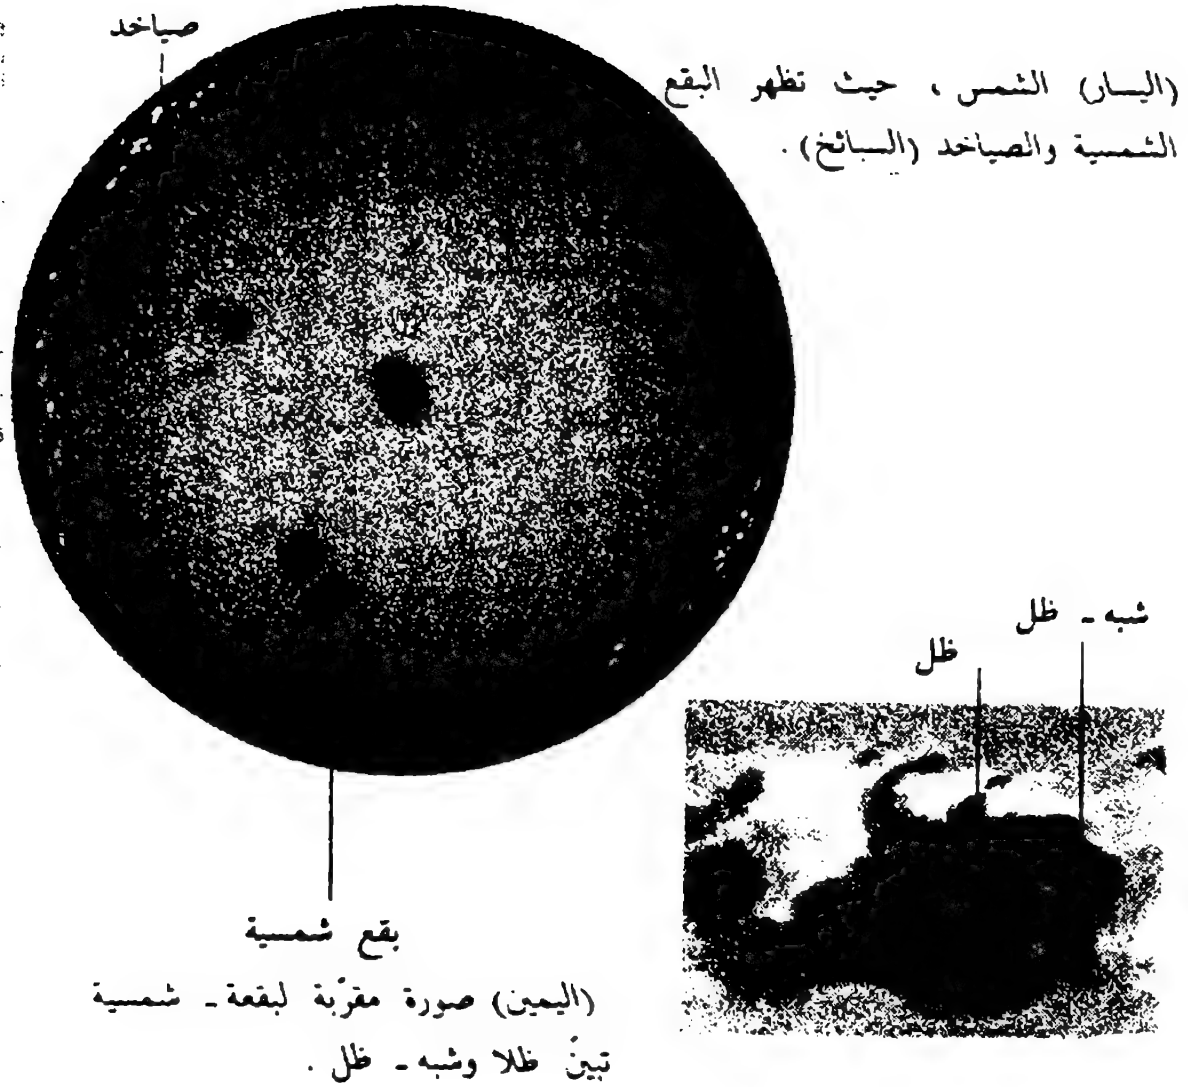 صياخد
(اليسار) الشمس ، حيث تظهر البقع
الشمسية والصياخد (السبائخ) .
شبه ـ ظل
ظل
بقع شمسية
(اليمين) صورة مقرّبة لبقعة ـ شمسية
تبينّ ظلا وشبه ـ ظل .